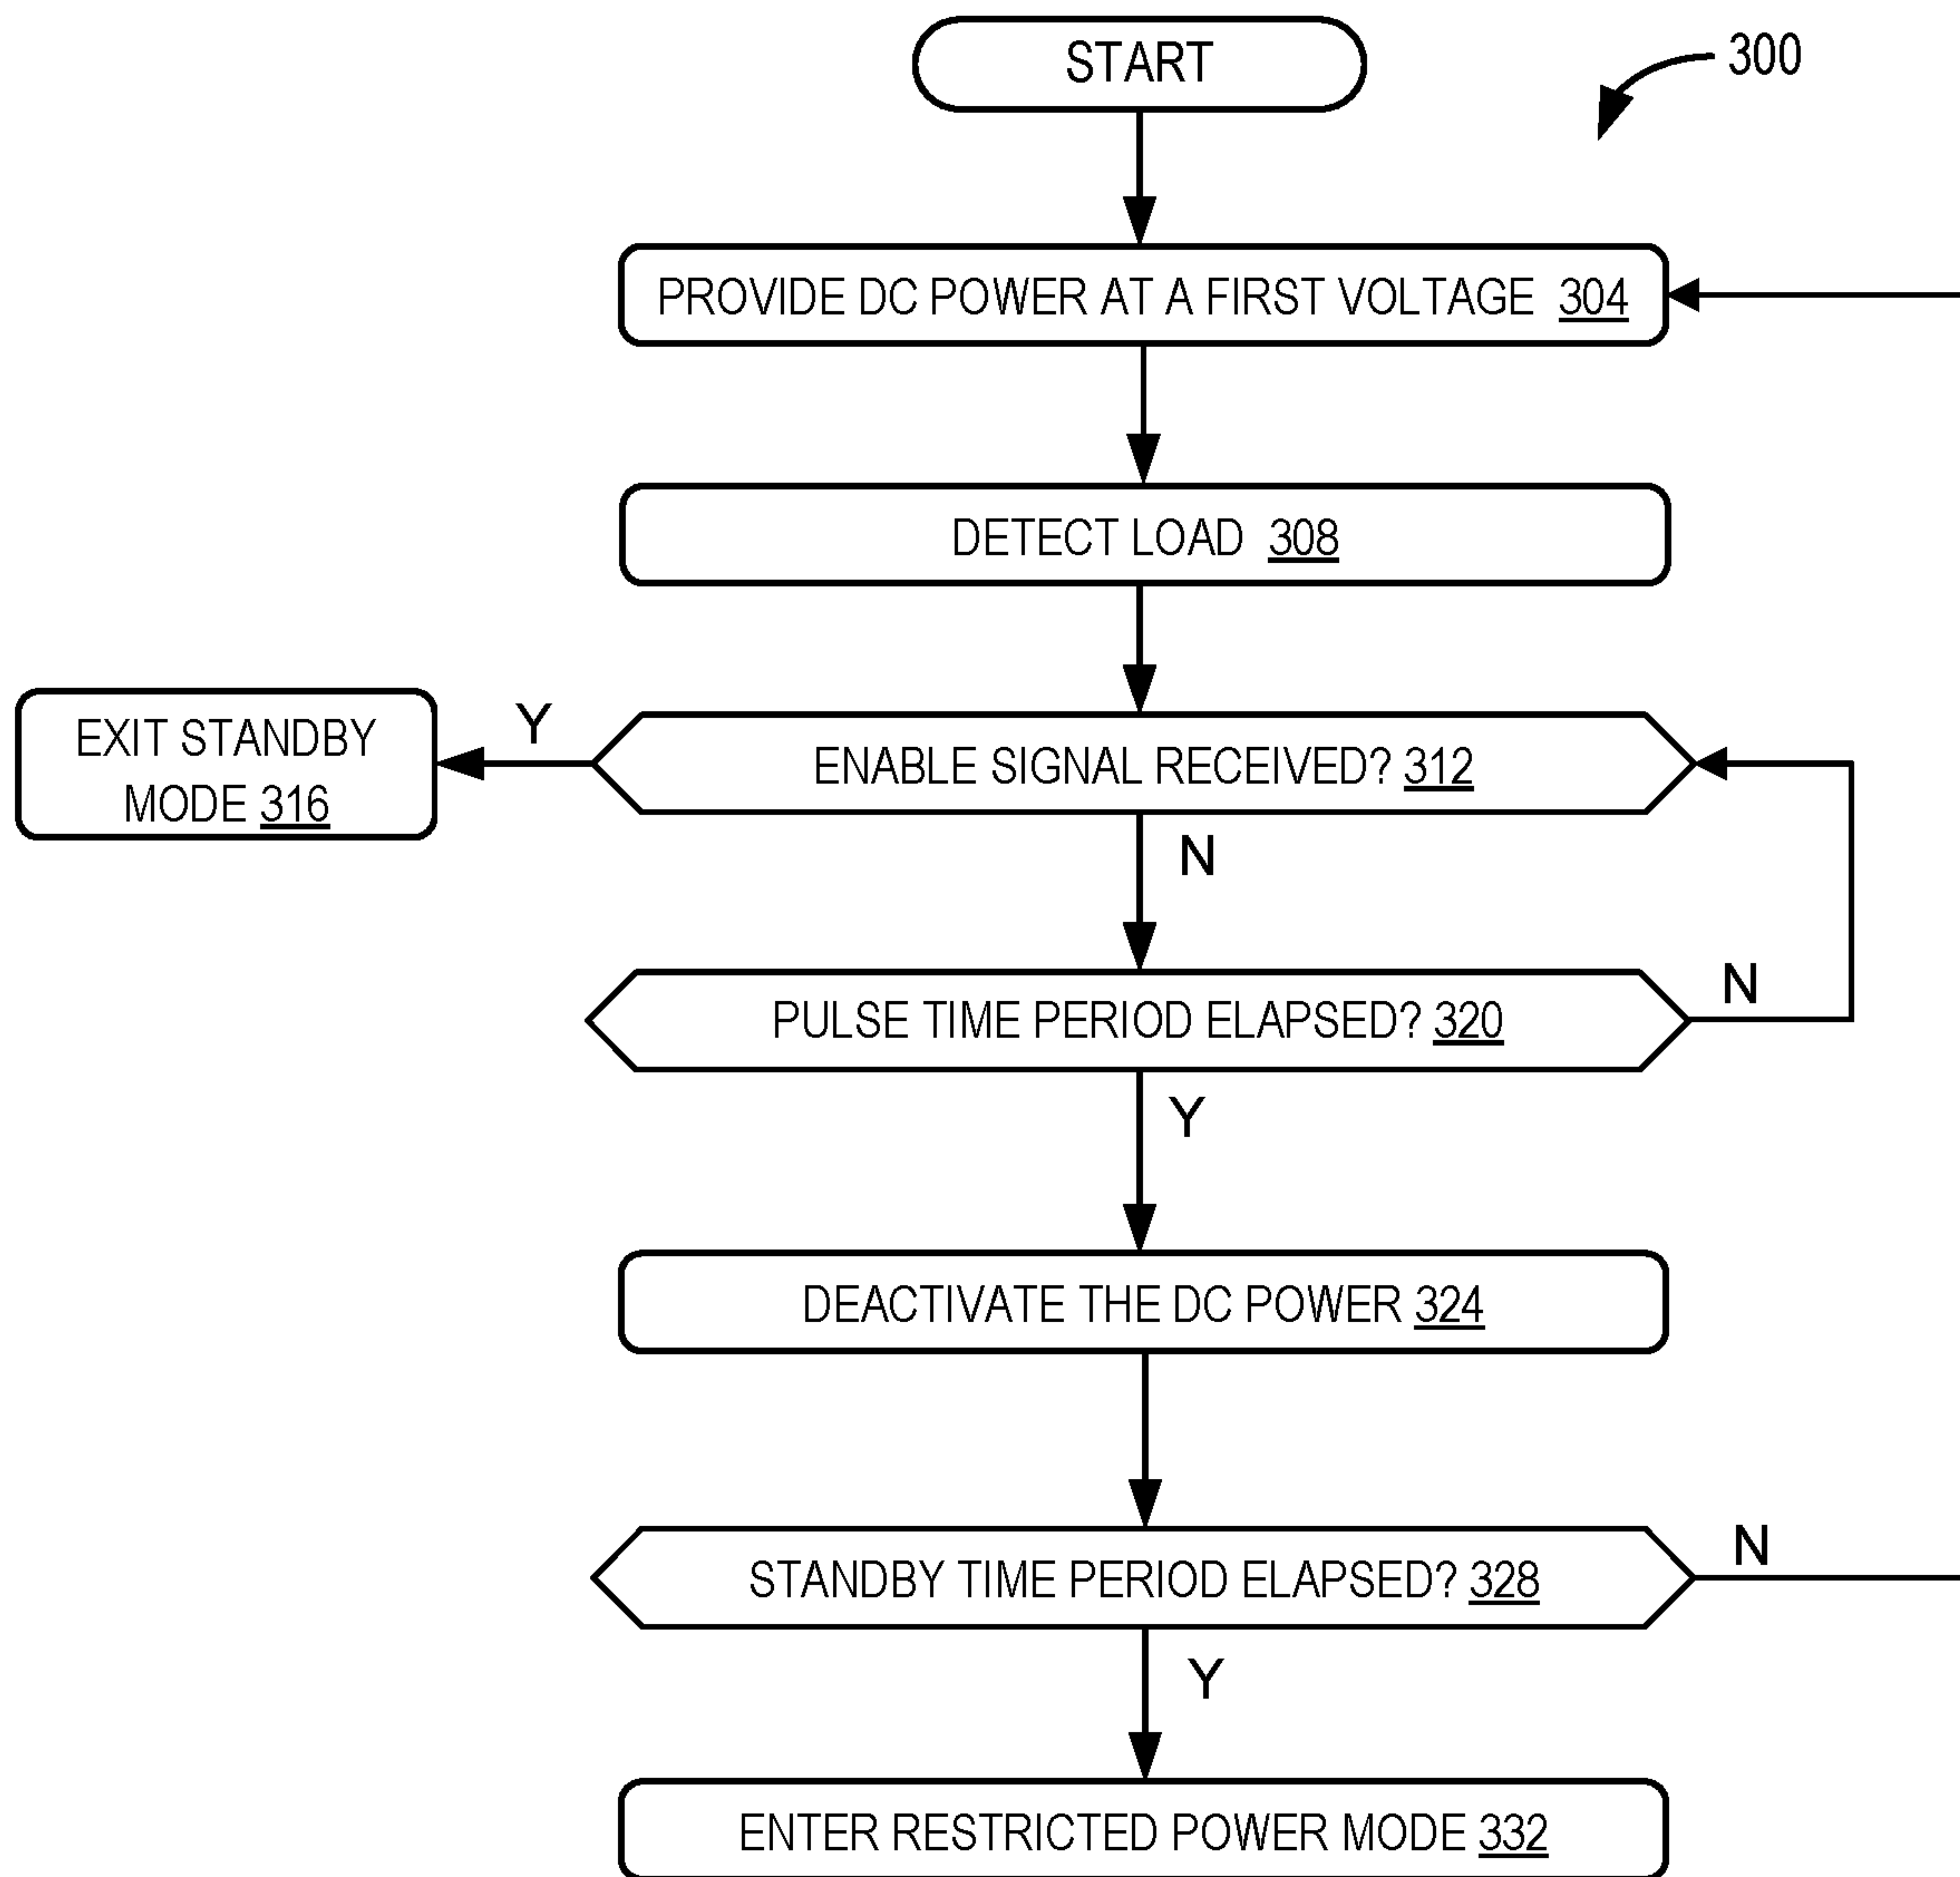 START
300
PROVIDE DC POWER AT A FIRST VOLTAGE 304
DETECT LOAD 308
EXIT STANDBY
MODE 316
Y
ENABLE SIGNAL RECEIVED? 312
N
PULSE TIME PERIOD ELAPSED? 320
N
Y
DEACTIVATE THE DC POWER 324
STANDBY TIME PERIOD ELAPSED? 328
N
Y
ENTER RESTRICTED POWER MODE 332